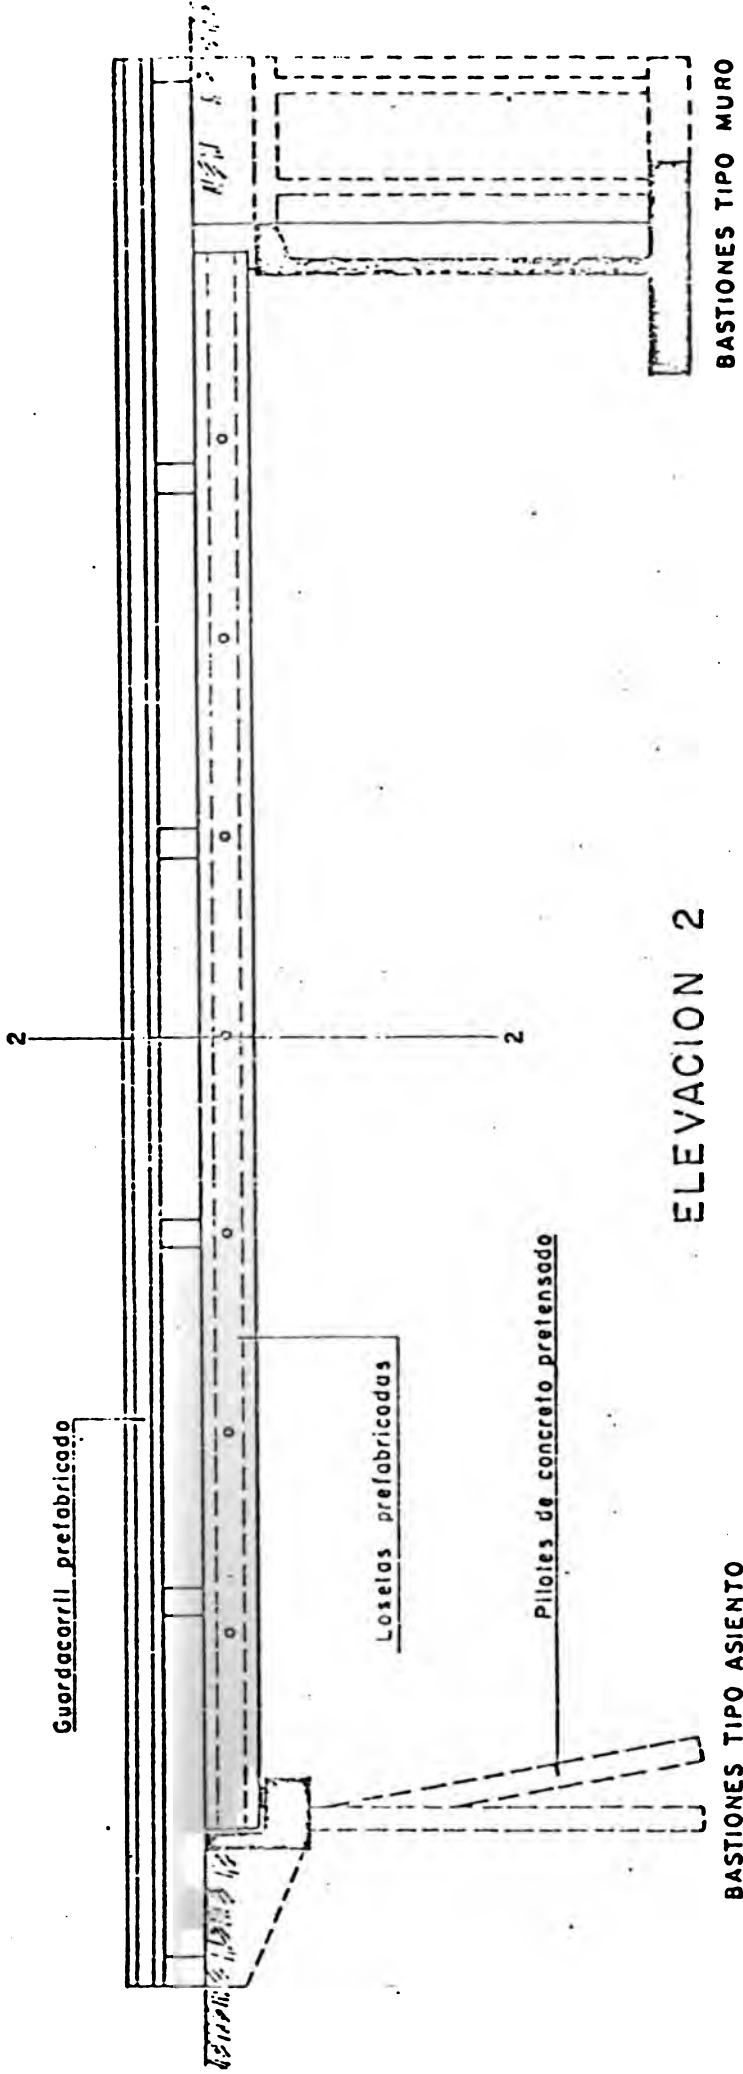 Guardacarril prefabricado
2
Losetas prefabricadas
Pilotes de concreto pretensado
2
ELEVACION 2
BASTIONES TIPO ASIENTO
BASTIONES TIPO MURO